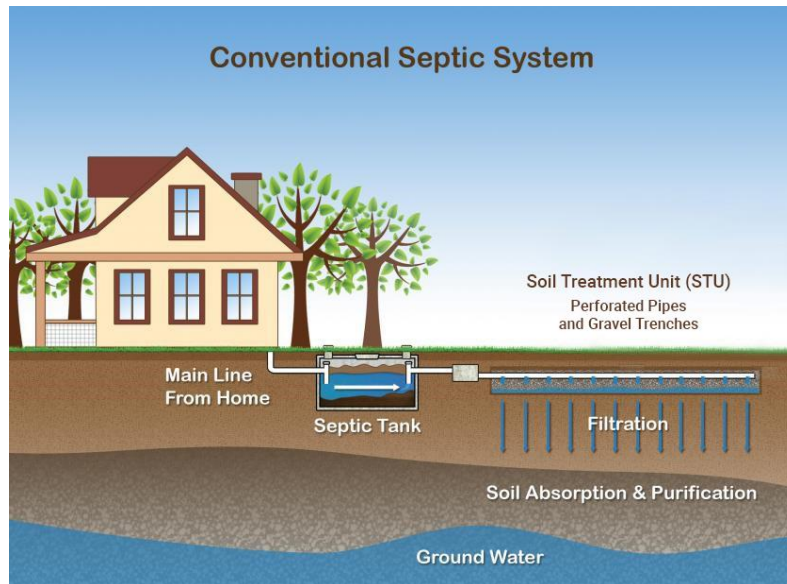 Conventional Septic System
Soil Treatment Unit (STU)
Perforated Pipes
and Gravel Trenches
Main Line
From Home
Septic Tank
Filtration
Soil Absorption & Purification
Ground Water